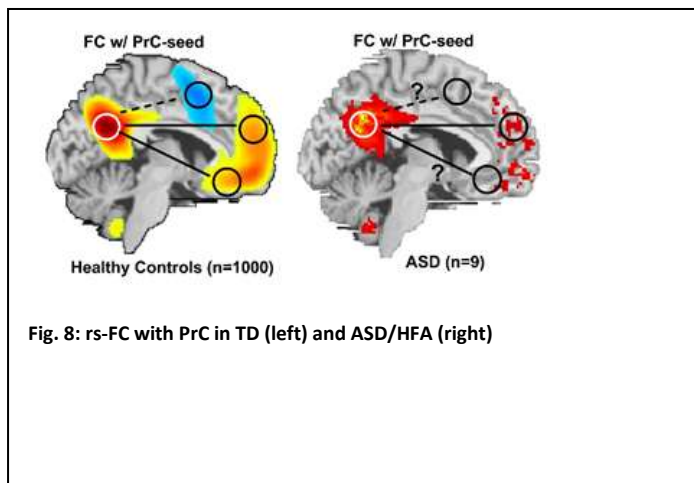 FC w/ PrC-seed
FC w/ PrC-seed
?
?
Healthy Controls (n=1000)
ASD (n=9)
Fig. 8: rs-FC with PrC in TD (left) and ASD/HFA (right)